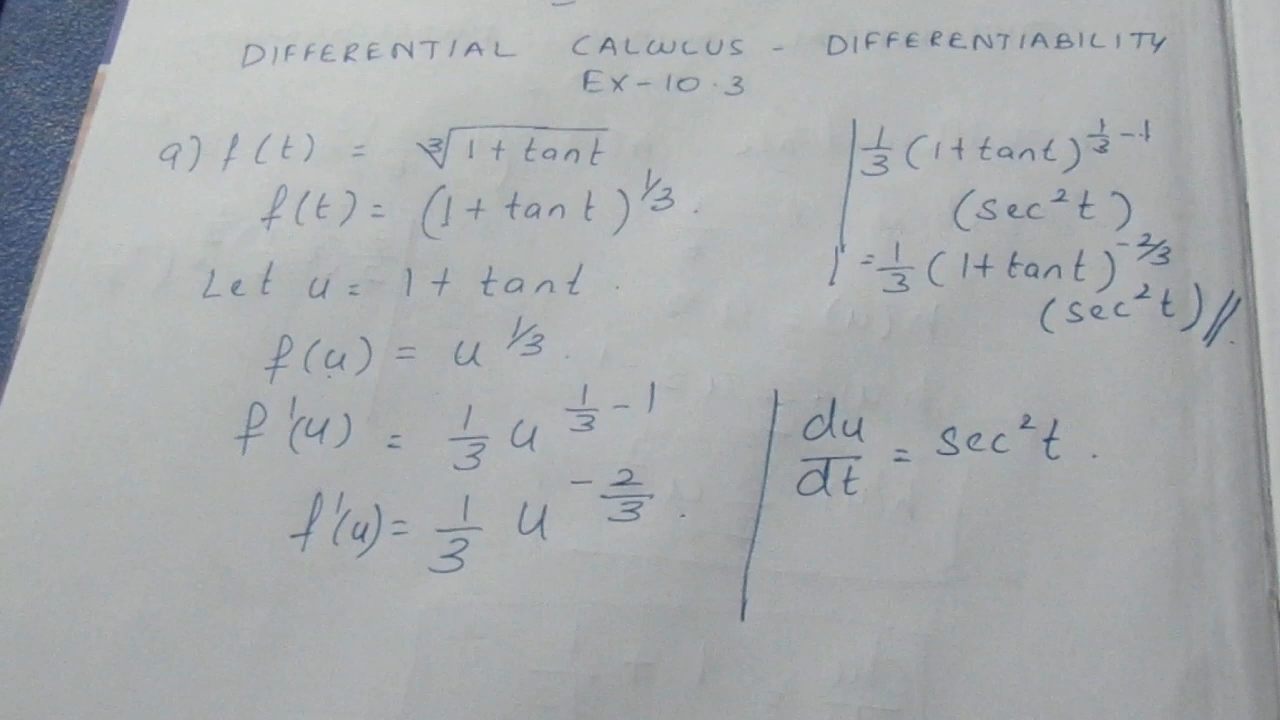 DIFFERENTIAL CALCULUS - DIFFERENTIABILITY
EX-10.3
9) f(t) = ∛(1 + tant)
f(t) = (1 + tan t)^1/3.
Let u = 1 + tant.
f(u) = u^1/3.
f'(u) = 1/3 u^(1/3 - 1)
f'(u) = 1/3 u^(-2/3).
1/3 (1 + tant)^(1/3 - 1)
(sec²t)
= 1/3 (1 + tant)^(-2/3)
(sec²t)//.
du/dt = sec²t.